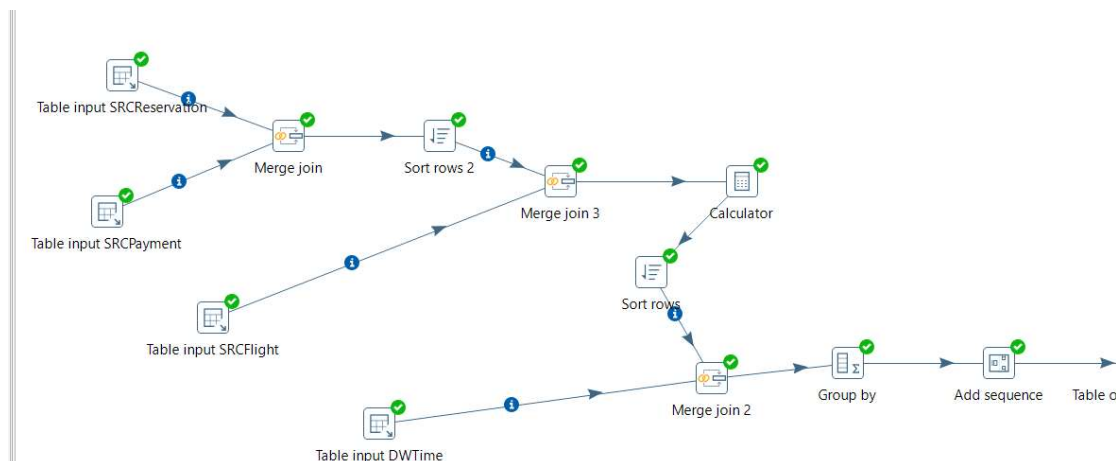 Table input SRCReservation
Merge join
Sort rows 2
Table input SRCPayment
Merge join 3
Calculator
Sort rows
Table input SRCFlight
Merge join 2
Group by
Add sequence
Table o
Table input DWTime